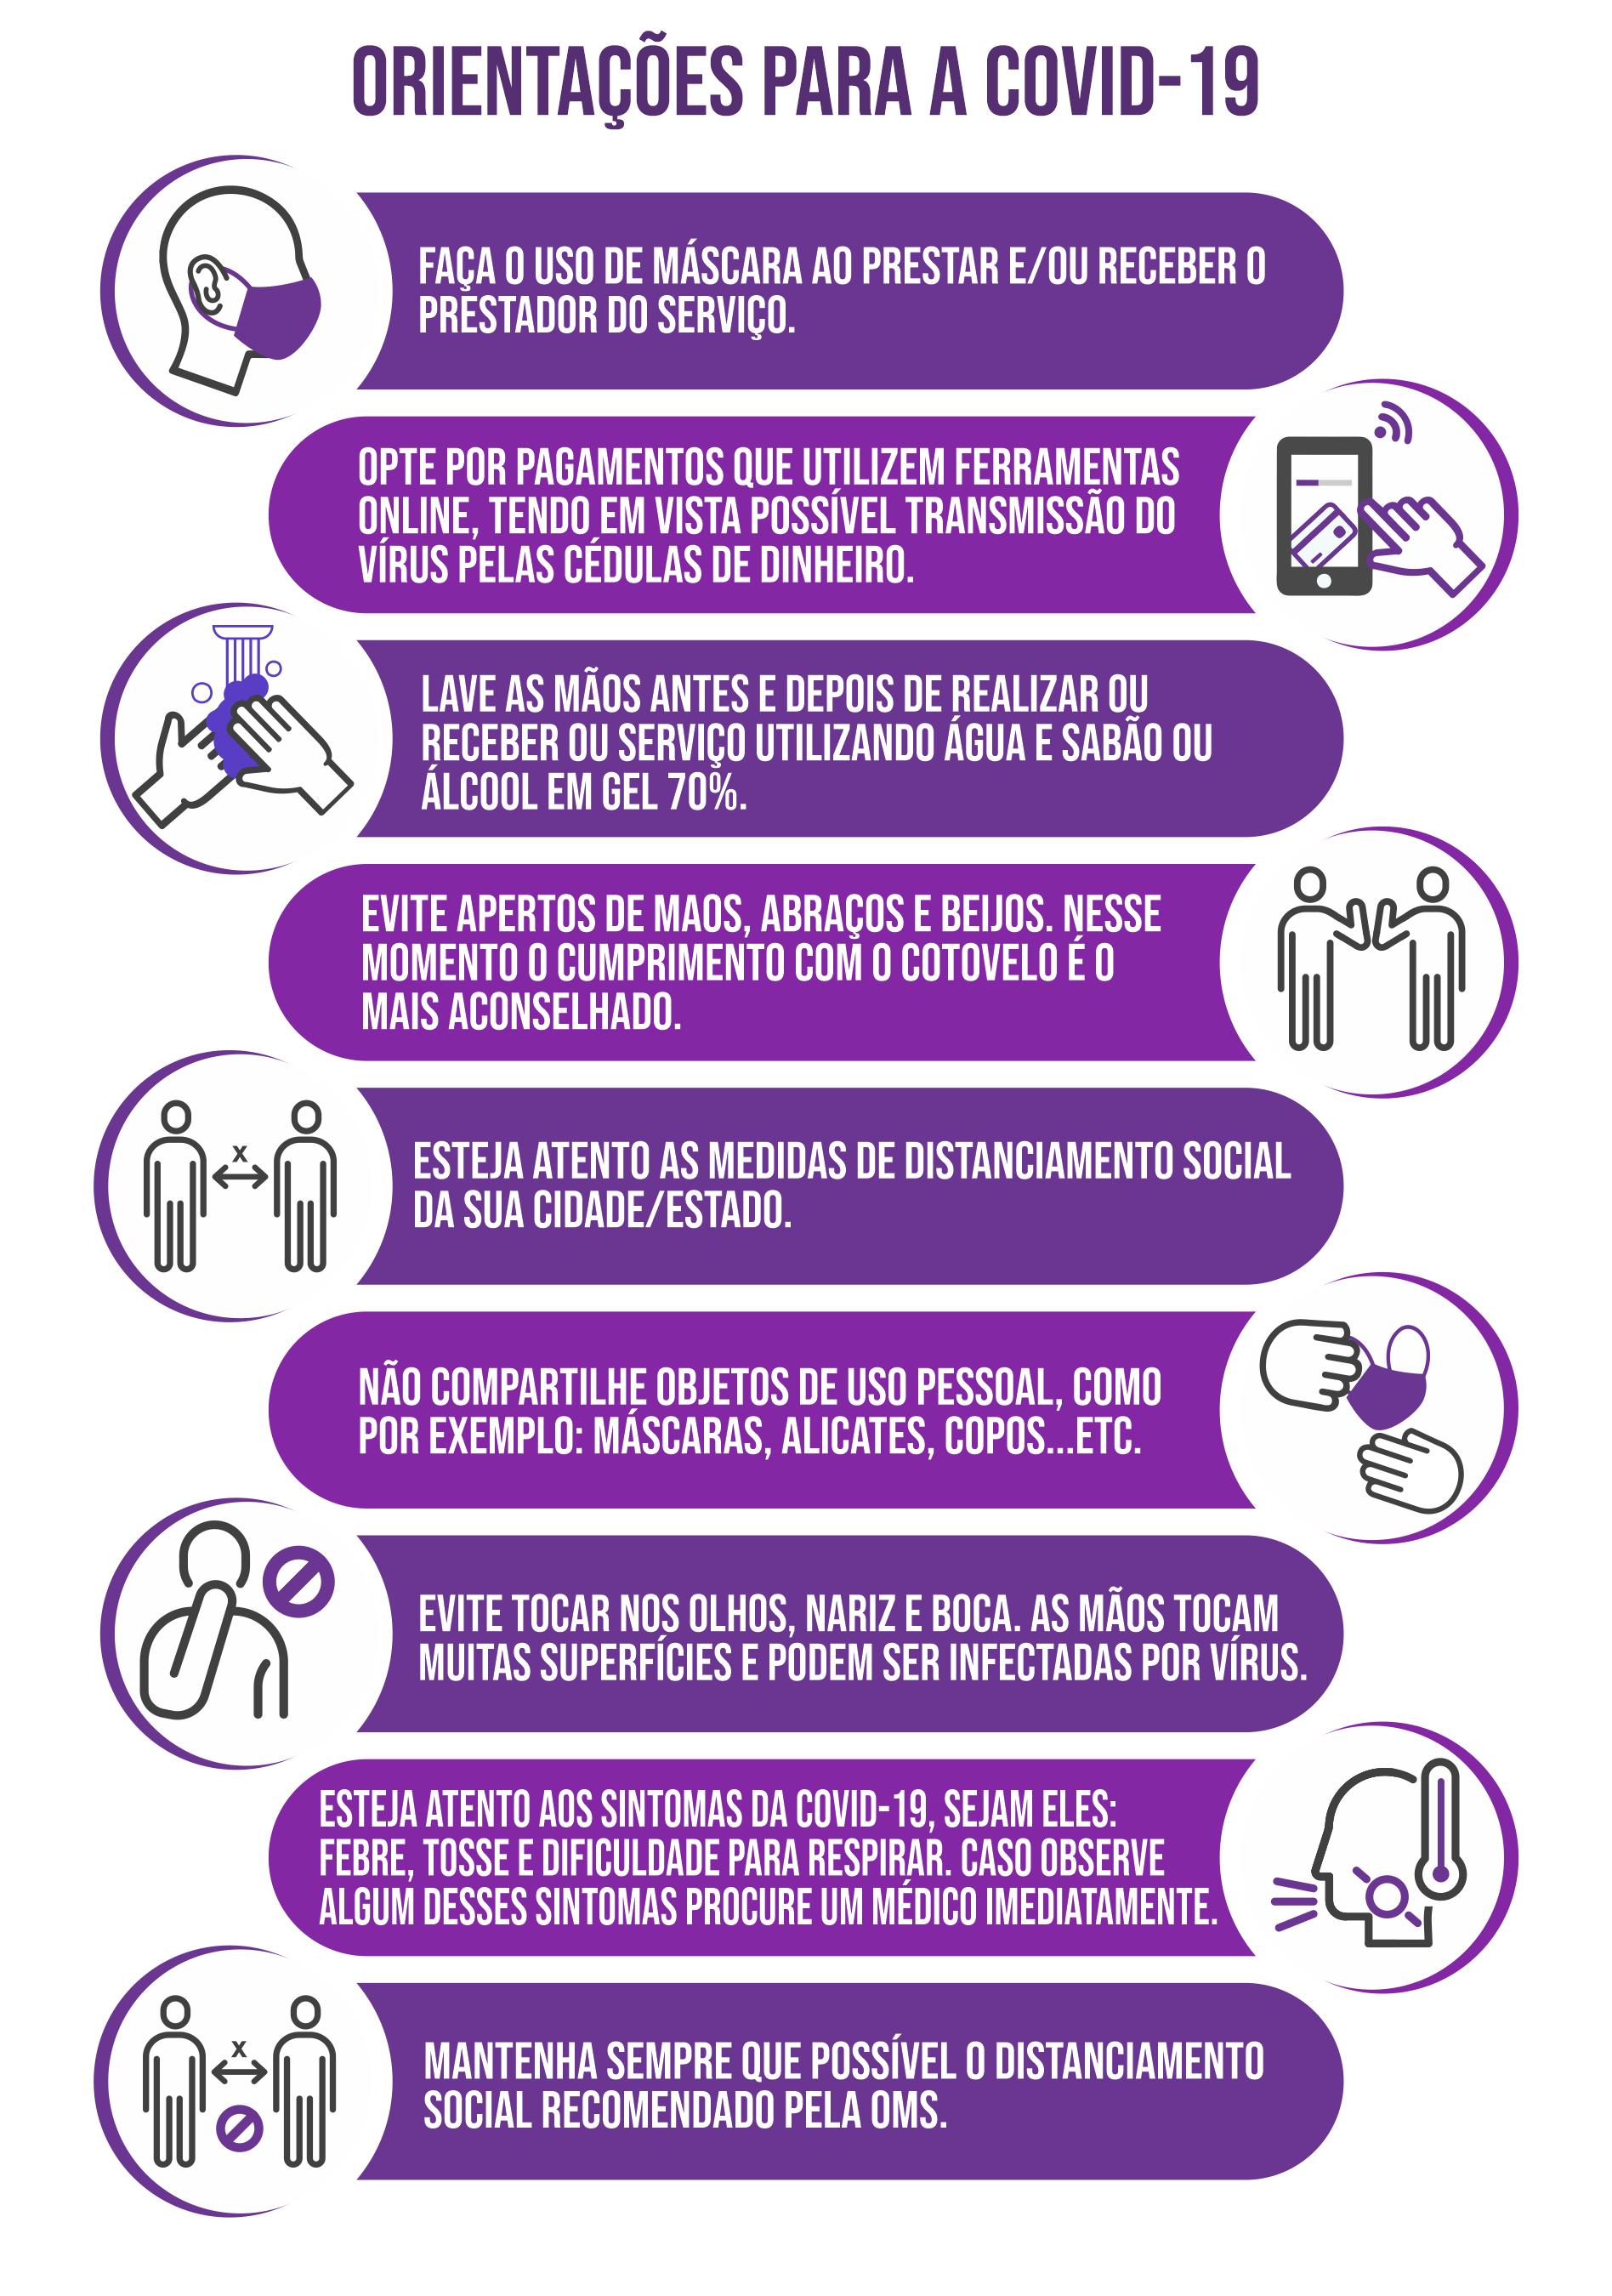 ORIENTAÇÕES PARA A COVID-19
FAÇA O USO DE MÁSCARA AO PRESTAR E/OU RECEBER O
PRESTADOR DO SERVIÇO.
OPTE POR PAGAMENTOS QUE UTILIZEM FERRAMENTAS
ONLINE, TENDO EM VISTA POSSÍVEL TRANSMISSÃO DO
VÍRUS PELAS CÉDULAS DE DINHEIRO.
LAVE AS MÃOS ANTES E DEPOIS DE REALIZAR OU
RECEBER OU SERVIÇO UTILIZANDO ÁGUA E SABÃO OU
ÁLCOOL EM GEL 70%.
EVITE APERTOS DE MAOS, ABRAÇOS E BEIJOS. NESSE
MOMENTO O CUMPRIMENTO COM O COTOVELO É O
MAIS ACONSELHADO.
X
ESTEJA ATENTO AS MEDIDAS DE DISTANCIAMENTO SOCIAL
DA SUA CIDADE/ESTADO.
NÃO COMPARTILHE OBJETOS DE USO PESSOAL, COMO
POR EXEMPLO: MÁSCARAS, ALICATES, COPOS...ETC.
EVITE TOCAR NOS OLHOS, NARIZ E BOCA. AS MÃOS TOCAM
MUITAS SUPERFÍCIES E PODEM SER INFECTADAS POR VÍRUS.
ESTEJA ATENTO AOS SINTOMAS DA COVID-19, SEJAM ELES:
FEBRE, TOSSE E DIFICULDADE PARA RESPIRAR. CASO OBSERVE
ALGUM DESSES SINTOMAS PROCURE UM MÉDICO IMEDIATAMENTE.
X
MANTENHA SEMPRE QUE POSSÍVEL O DISTANCIAMENTO
SOCIAL RECOMENDADO PELA OMS.